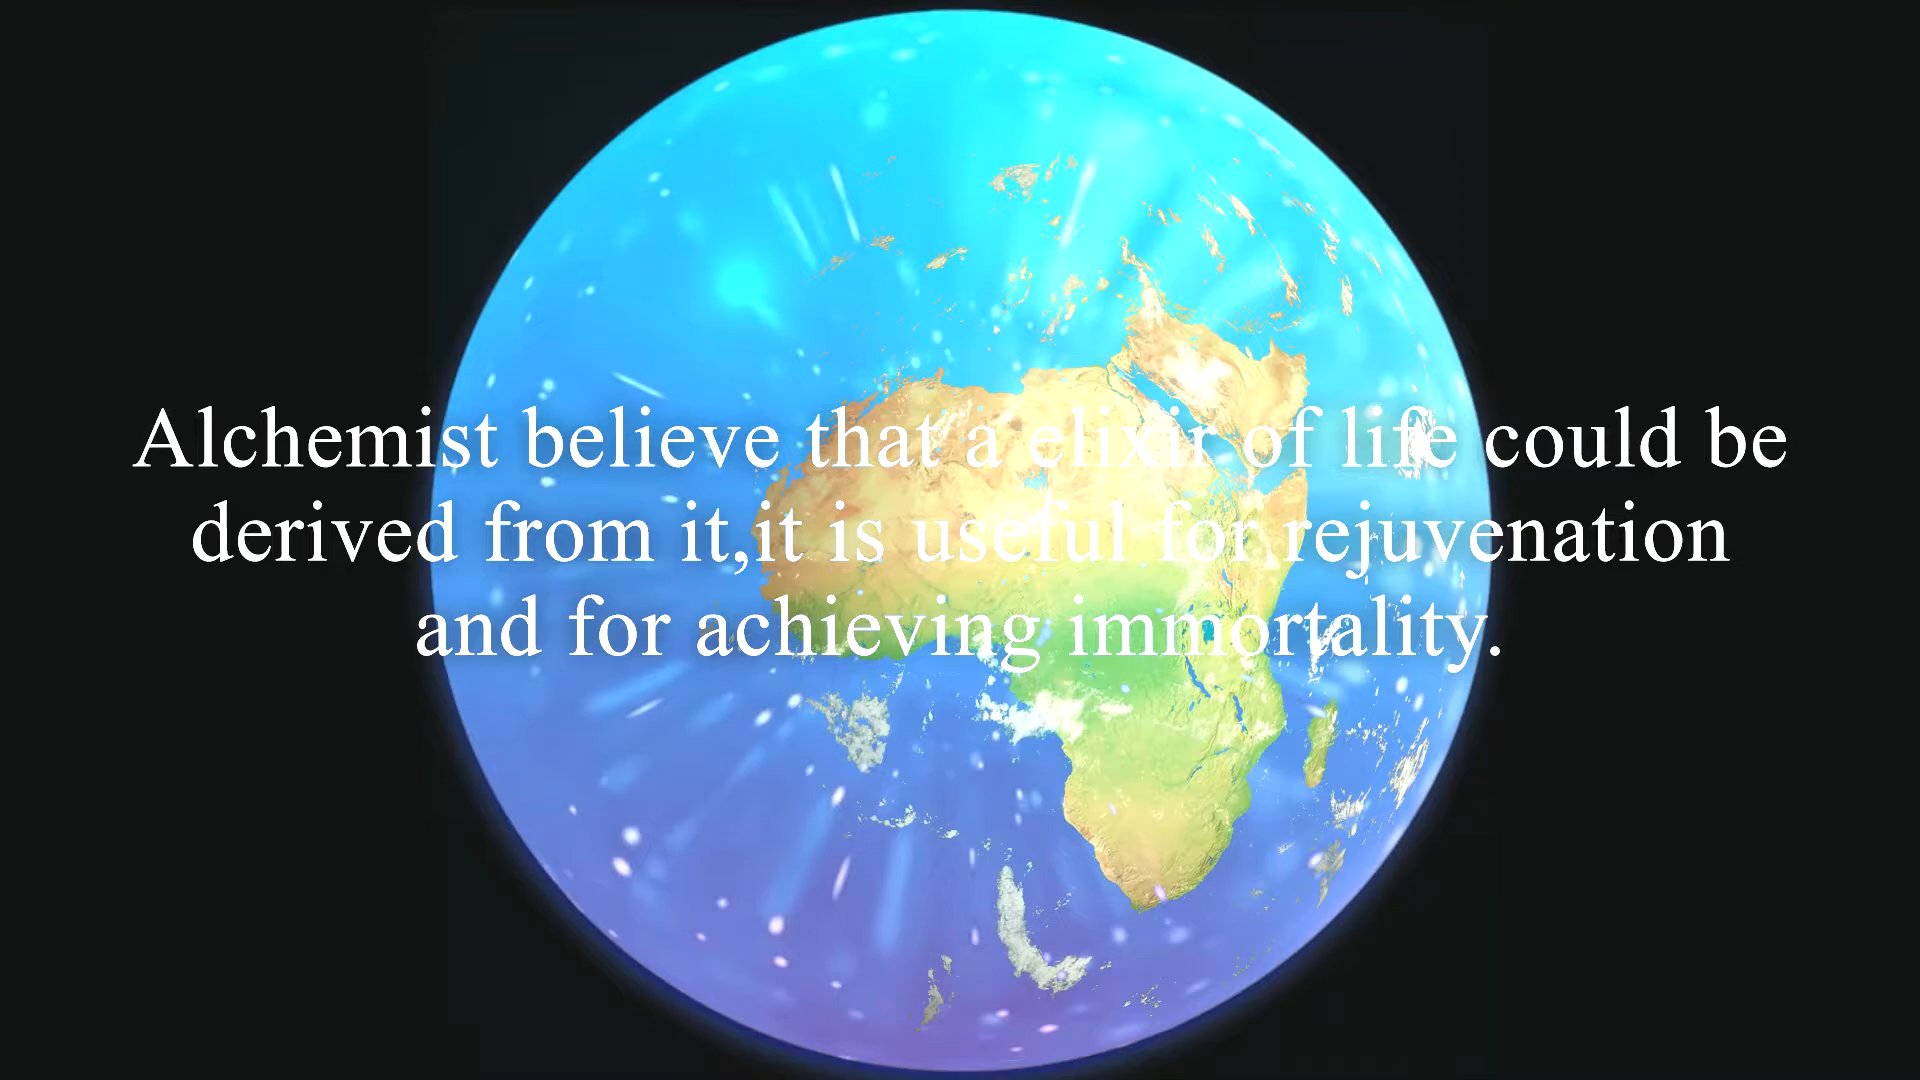 Alchemist believe that a elixir of life could be
derived from it,it is useful for rejuvenation
and for achieving immortality.